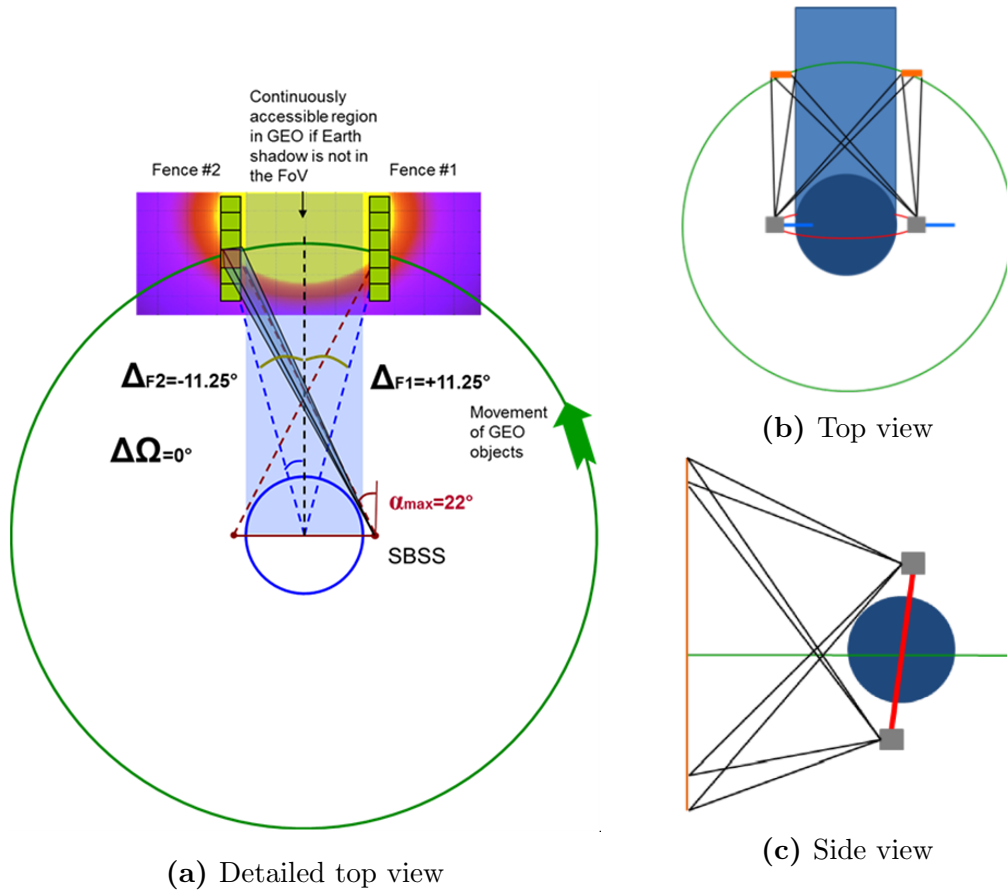 Continuously
accessible region
in GEO if Earth
shadow is not in
the FoV
Fence #2
Fence #1
ΔF2=-11.25°
ΔF1=+11.25°
ΔΩ=0°
Movement
of GEO
objects
αmax=22°
SBSS
(a) Detailed top view
(b) Top view
(c) Side view